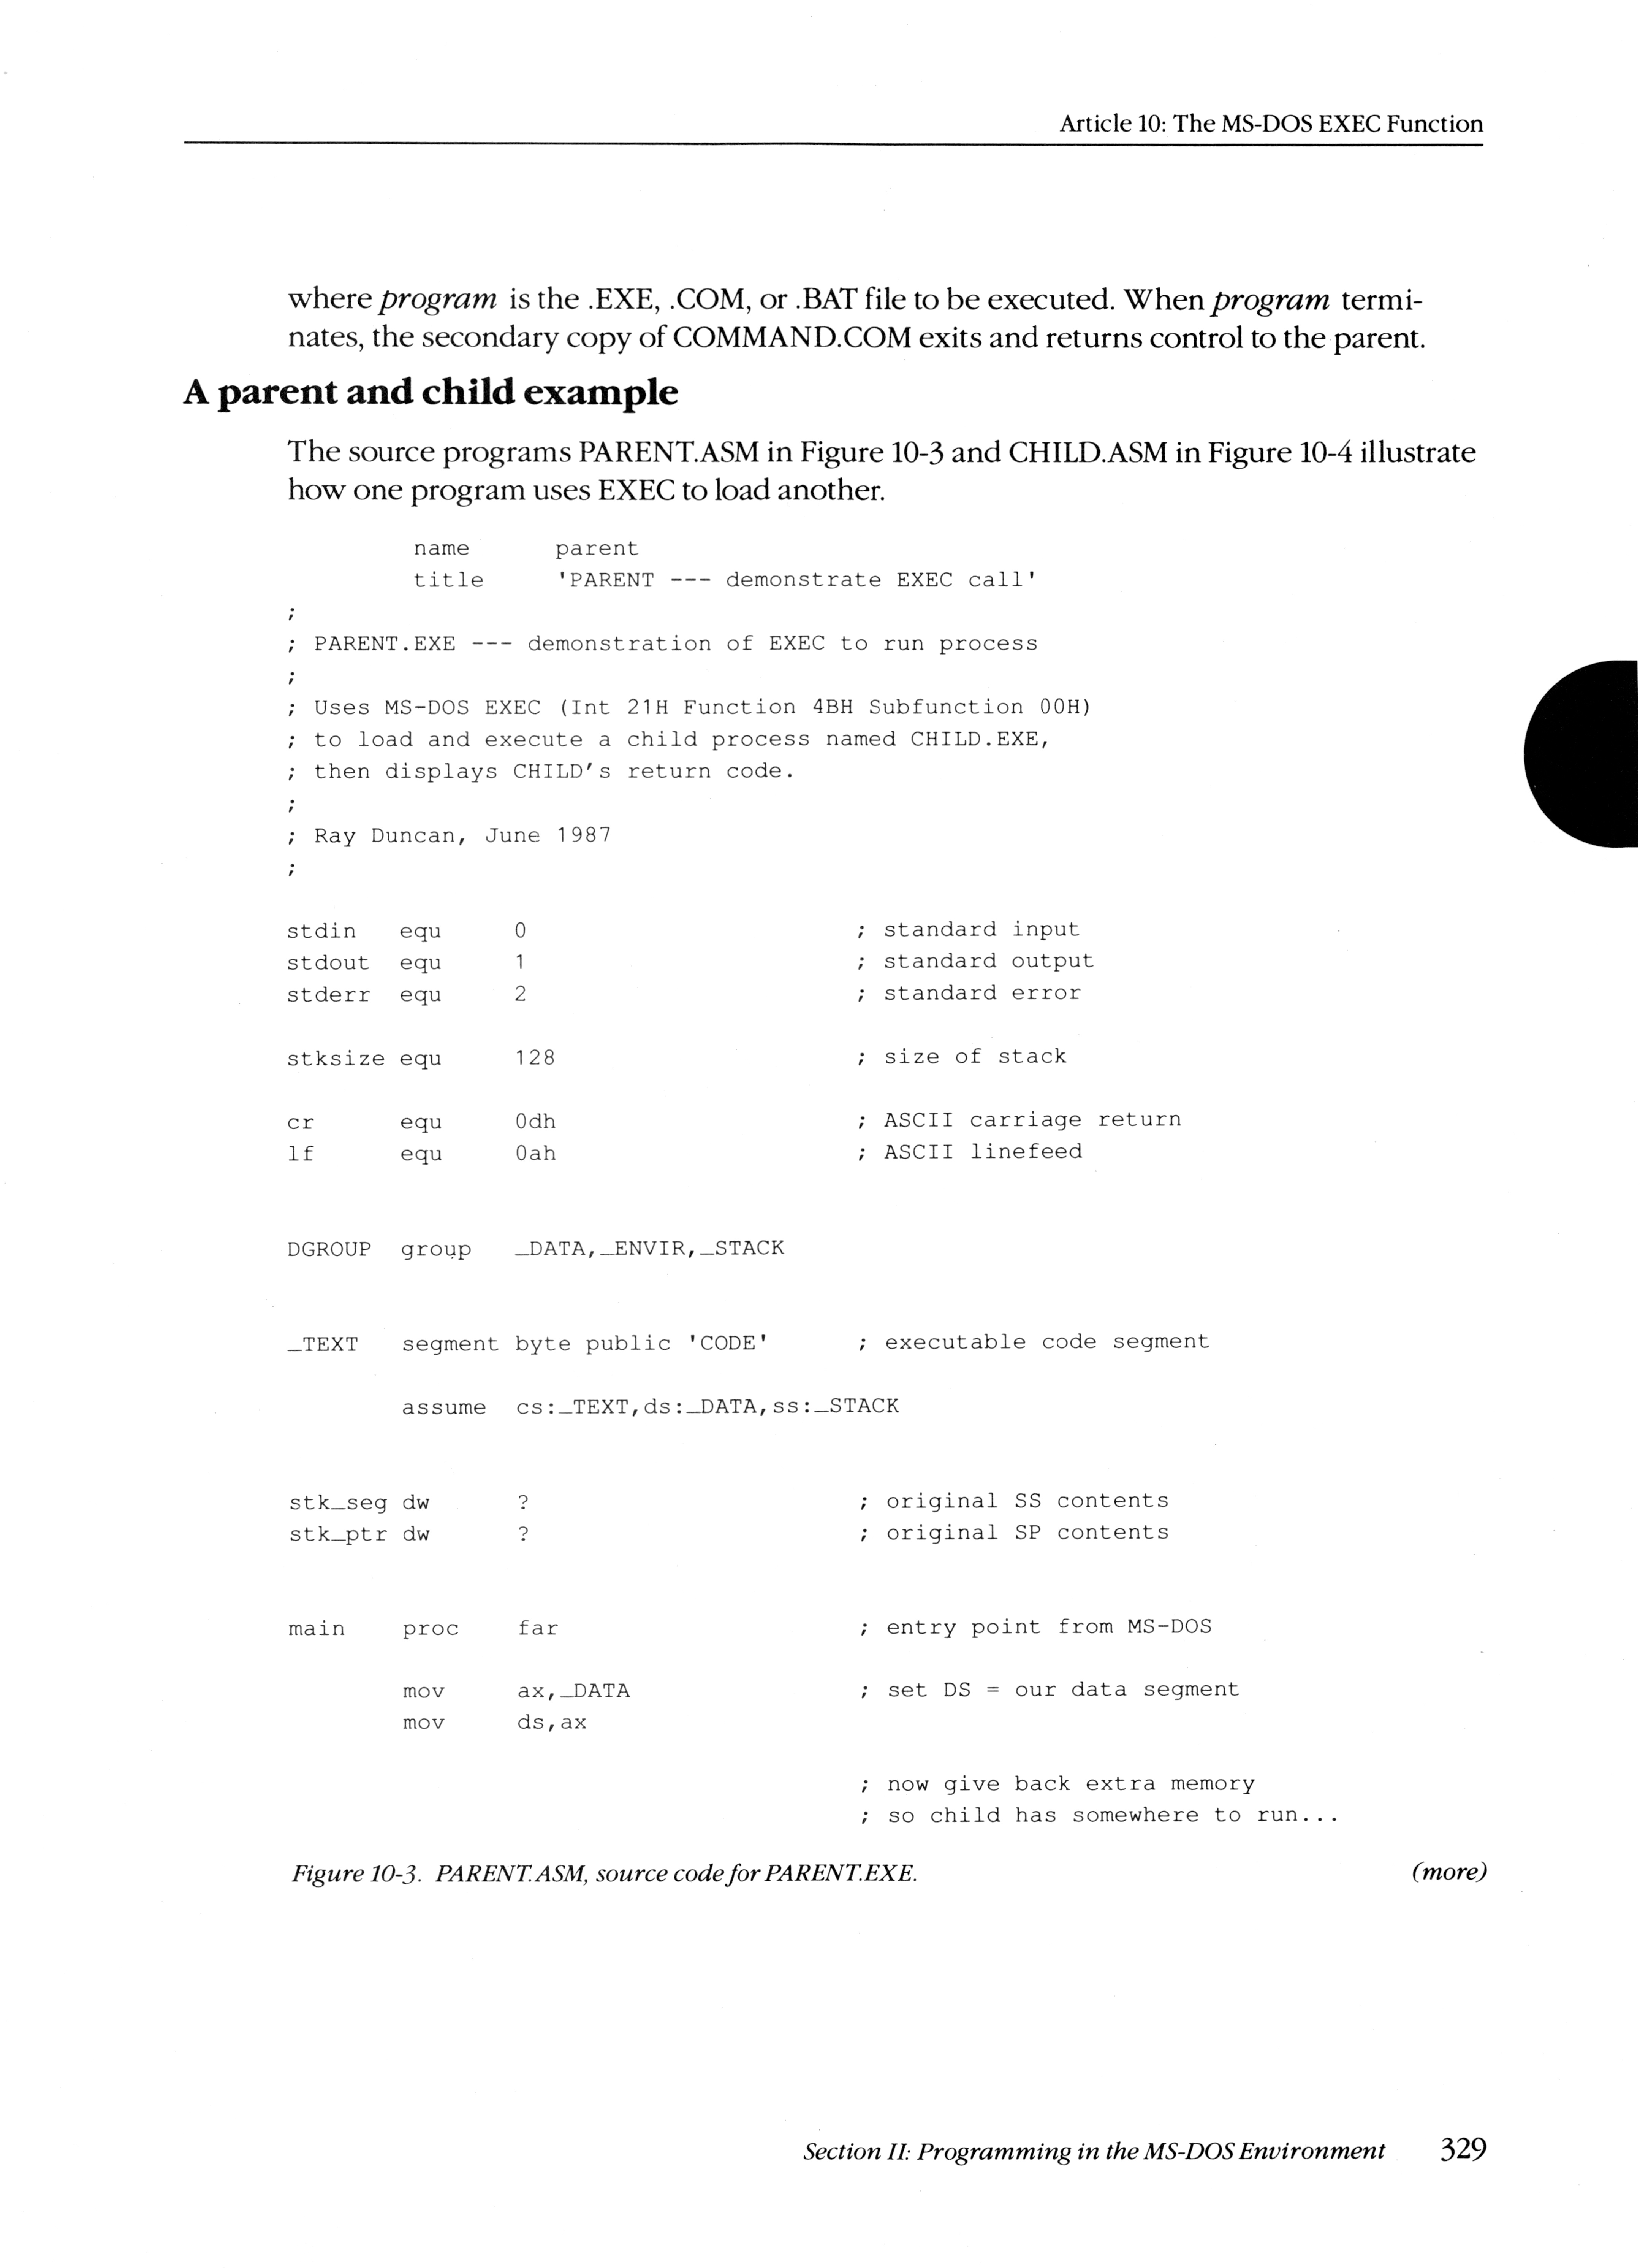 Article 10: The MS-DOS EXEC Function
where program is the .EXE, .COM, or .BAT file to be executed. When program termi-
nates, the secondary copy of COMMAND.COM exits and returns control to the parent.
A parent and child example
The source programs PARENT.ASM in Figure 10-3 and CHILD.ASM in Figure 10-4 illustrate
how one program uses EXEC to load another.
        name      parent
        title     'PARENT --- demonstrate EXEC call'
;
; PARENT.EXE --- demonstration of EXEC to run process
;
; Uses MS-DOS EXEC (Int 21H Function 4BH Subfunction 00H)
; to load and execute a child process named CHILD.EXE,
; then displays CHILD's return code.
;
; Ray Duncan, June 1987
;
stdin   equ     0                       ; standard input
stdout  equ     1                       ; standard output
stderr  equ     2                       ; standard error
stksize equ     128                     ; size of stack
cr      equ     0dh                     ; ASCII carriage return
lf      equ     0ah                     ; ASCII linefeed
DGROUP  group   _DATA,_ENVIR,_STACK
_TEXT   segment byte public 'CODE'      ; executable code segment
        assume  cs:_TEXT,ds:_DATA,ss:_STACK
stk_seg dw      ?                       ; original SS contents
stk_ptr dw      ?                       ; original SP contents
main    proc    far                     ; entry point from MS-DOS
        mov     ax,_DATA                ; set DS = our data segment
        mov     ds,ax
                                        ; now give back extra memory
                                        ; so child has somewhere to run...
Figure 10-3. PARENT.ASM, source code for PARENT.EXE. (more)
Section II: Programming in the MS-DOS Environment 329